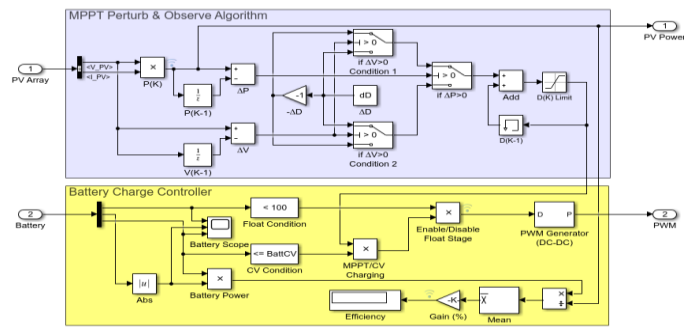 MPPT Perturb & Observe Algorithm
1
PV Array
<V_PV>
<I_PV>
×
P(K)
1
z
P(K-1)
1
z
V(K-1)
+
−
ΔP
+
−
ΔV
-1
-ΔD
> 0
if ΔV>0
Condition 1
dD
ΔD
> 0
if ΔV>0
Condition 2
> 0
if ΔP>0
+
+
Add
D(K) Limit
D(K-1)
1
PV Power
Battery Charge Controller
2
Battery
Battery Scope
|u|
Abs
×
Battery Power
< 100
Float Condition
<= BattCV
CV Condition
×
MPPT/CV
Charging
×
Enable/Disable
Float Stage
D P
PWM Generator
(DC-DC)
2
PWM
Efficiency
-K-
Gain (%)
X
Mean
×
÷